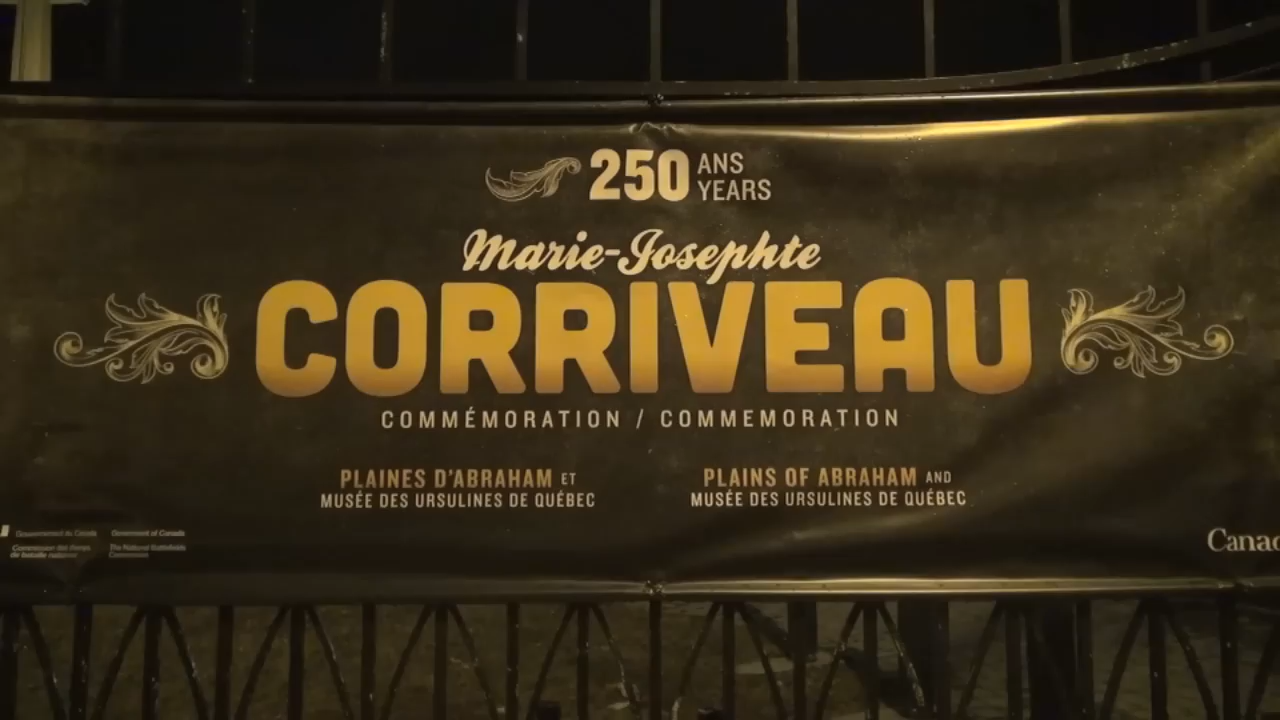 250 ANS
YEARS
Marie-Josephte
CORRIVEAU
COMMÉMORATION / COMMEMORATION
PLAINES D'ABRAHAM ET
MUSÉE DES URSULINES DE QUÉBEC
PLAINS OF ABRAHAM AND
MUSÉE DES URSULINES DE QUÉBEC
Gouvernement du Canada
Commission des champs
de bataille nationaux
Government of Canada
The National Battlefields
Commission
Canad